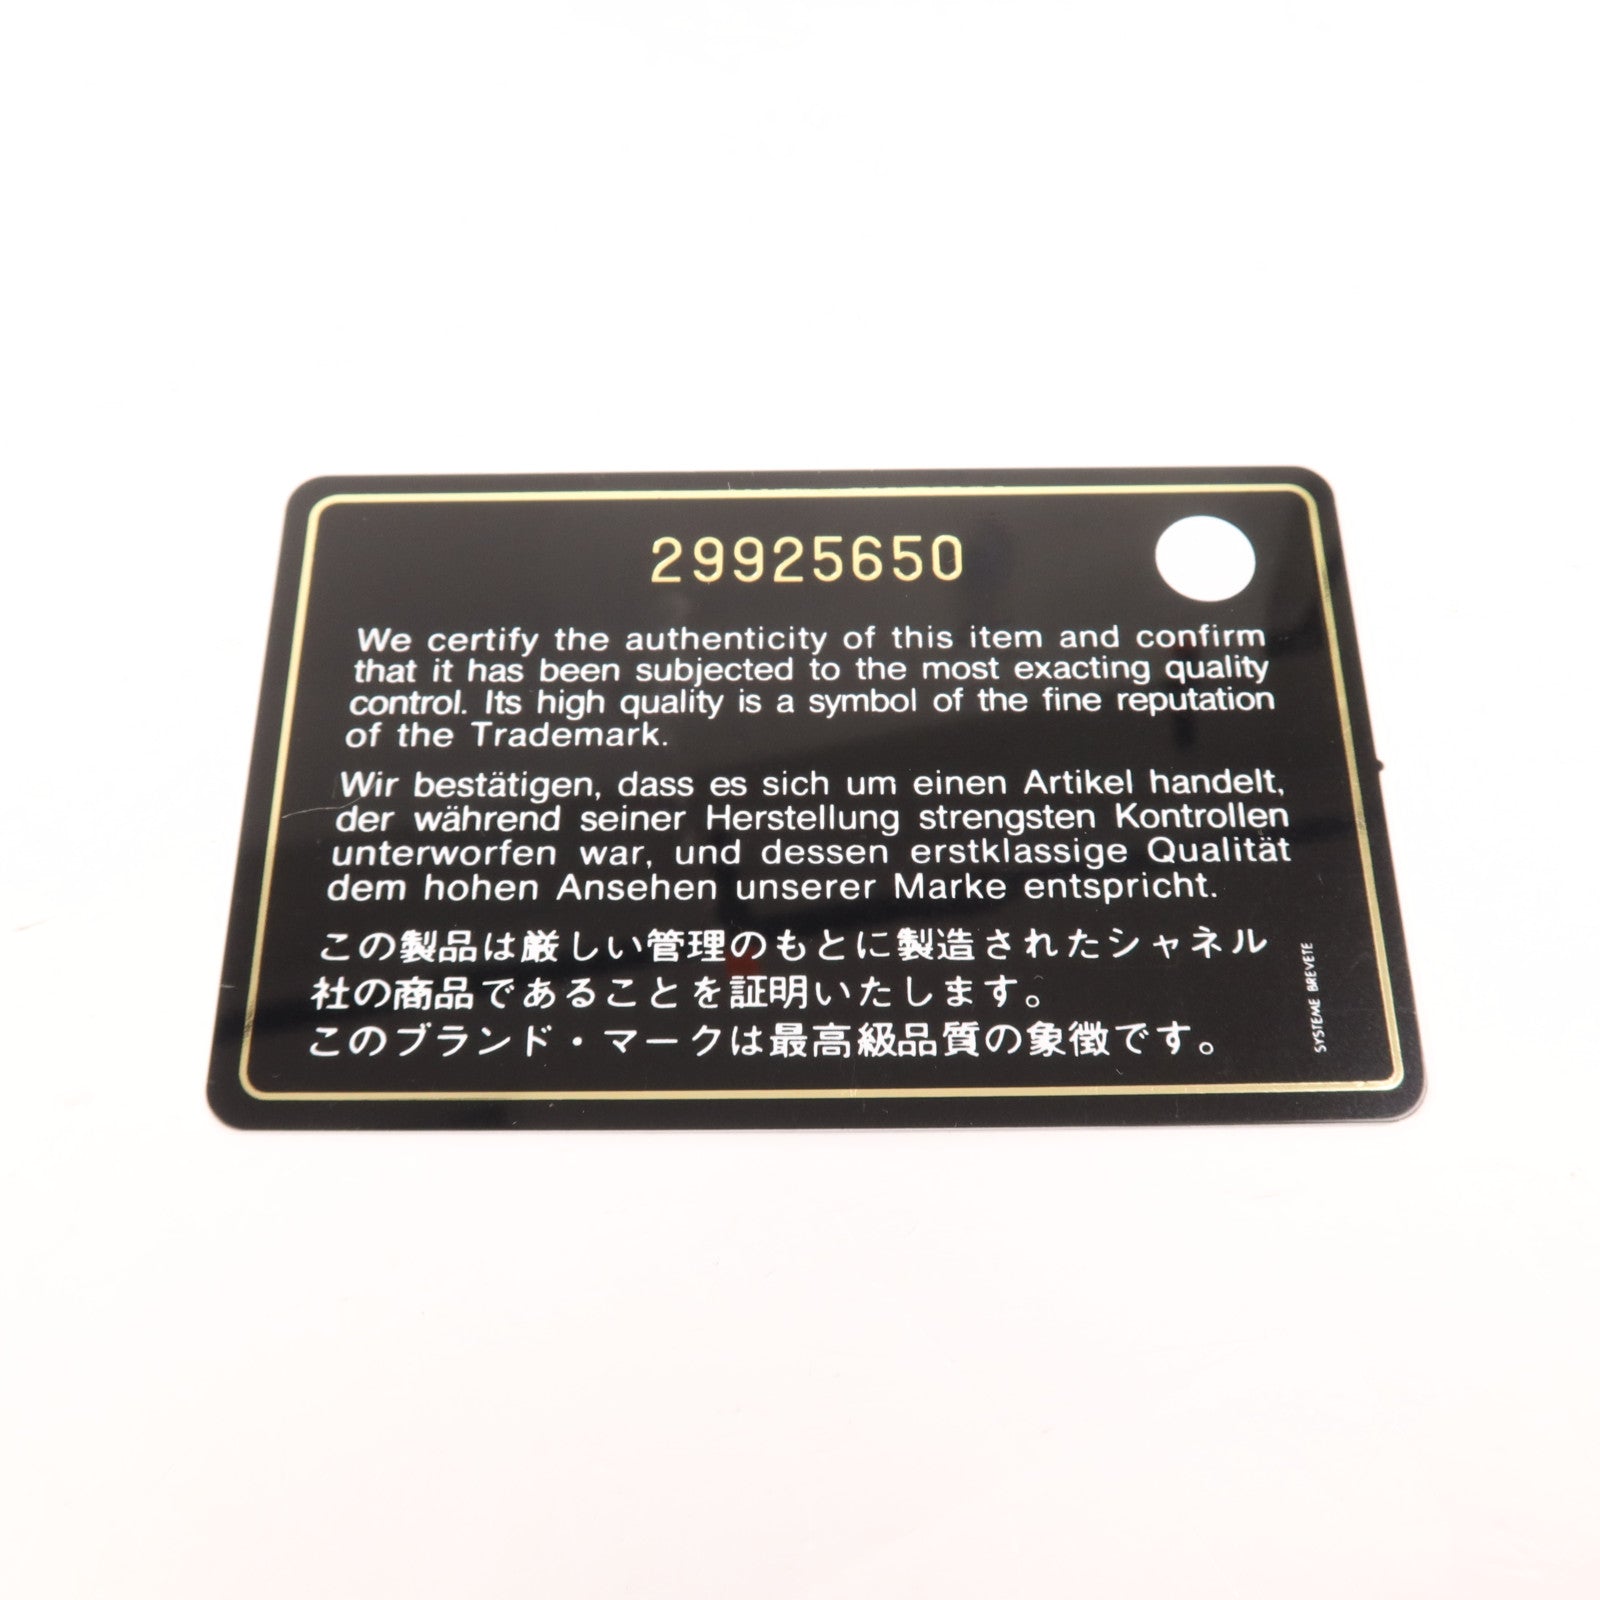 29925650
We certify the authenticity of this item and confirm
that it has been subjected to the most exacting quality
control. Its high quality is a symbol of the fine reputation
of the Trademark.
Wir bestätigen, dass es sich um einen Artikel handelt,
der während seiner Herstellung strengsten Kontrollen
unterworfen war, und dessen erstklassige Qualität
dem hohen Ansehen unserer Marke entspricht.
この製品は厳しい管理のもとに製造されたシャネル
社の商品であることを証明いたします。
このブランド・マークは最高級品質の象徴です。
SYSTEME BREVETE